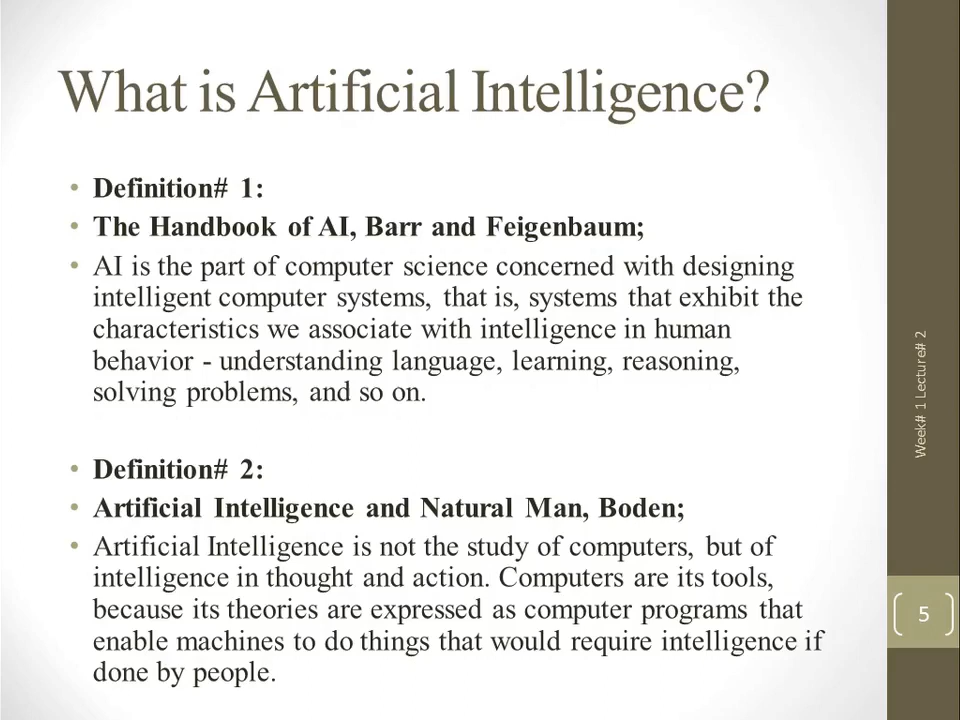 What is Artificial Intelligence?
• Definition# 1:
• The Handbook of AI, Barr and Feigenbaum;
• AI is the part of computer science concerned with designing
intelligent computer systems, that is, systems that exhibit the
characteristics we associate with intelligence in human
behavior - understanding language, learning, reasoning,
solving problems, and so on.
• Definition# 2:
• Artificial Intelligence and Natural Man, Boden;
• Artificial Intelligence is not the study of computers, but of
intelligence in thought and action. Computers are its tools,
because its theories are expressed as computer programs that
enable machines to do things that would require intelligence if
done by people.
Week# 1 Lecture# 2
5